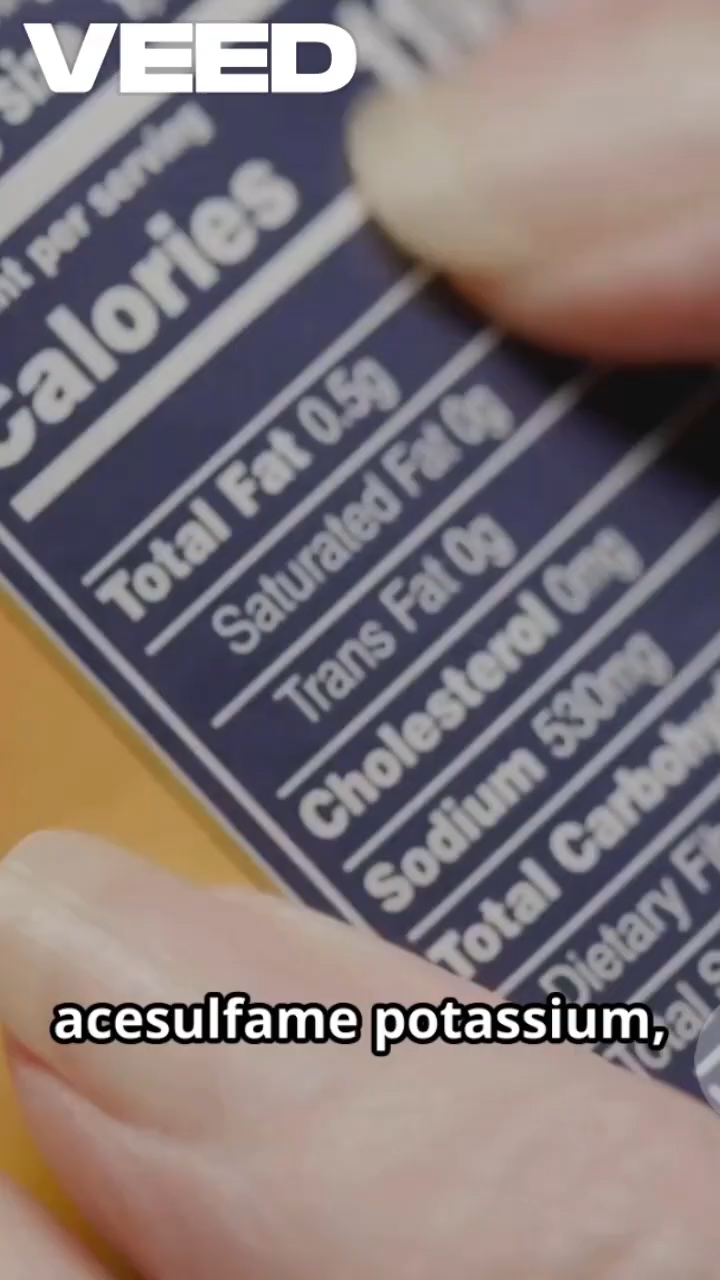 VEED
per serving
Calories
Total Fat 0.5g
Saturated Fat 0g
Trans Fat 0g
Cholesterol 0mg
Sodium 530mg
Total
Dietary
Total
acesulfame potassium,